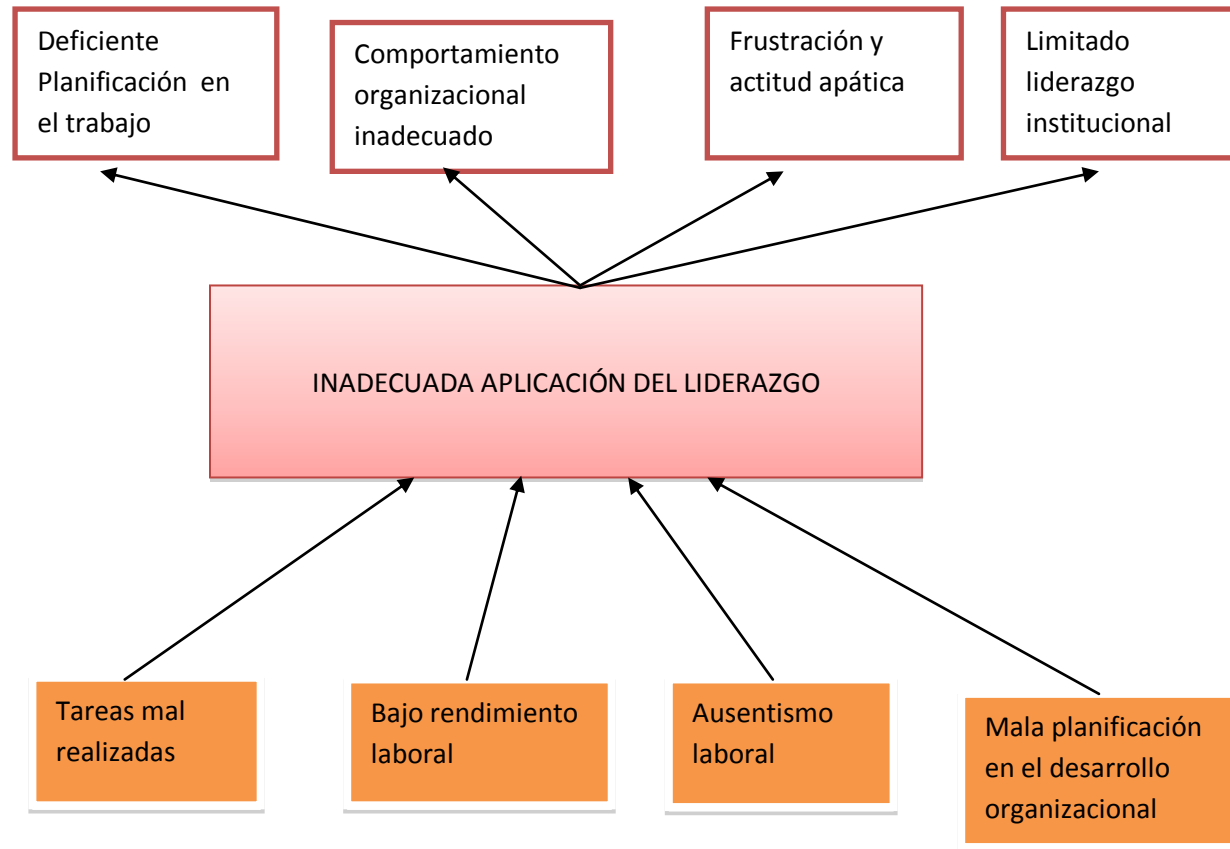 Deficiente
Planificación en
el trabajo
Comportamiento
organizacional
inadecuado
Frustración y
actitud apática
Limitado
liderazgo
institucional
INADECUADA APLICACIÓN DEL LIDERAZGO
Tareas mal
realizadas
Bajo rendimiento
laboral
Ausentismo
laboral
Mala planificación
en el desarrollo
organizacional